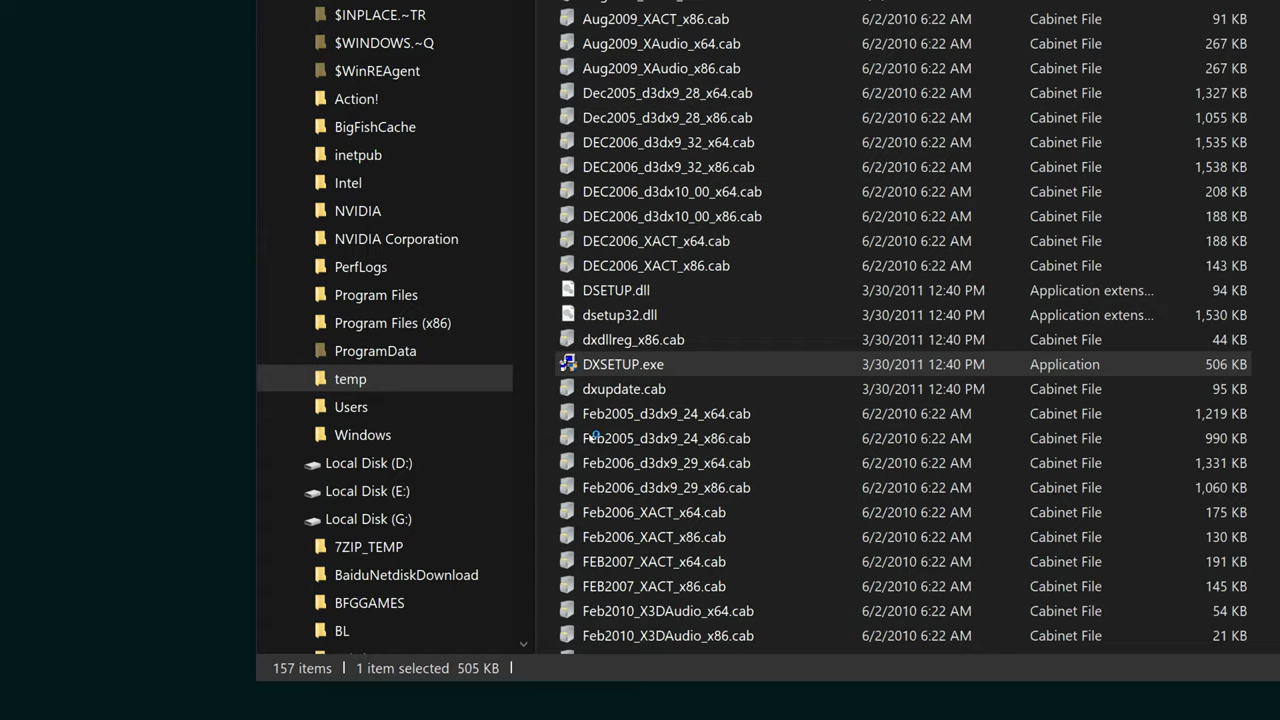 $INPLACE.~TR
$WINDOWS.~Q
$WinREAgent
Action!
BigFishCache
inetpub
Intel
NVIDIA
NVIDIA Corporation
PerfLogs
Program Files
Program Files (x86)
ProgramData
temp
Users
Windows
Local Disk (D:)
Local Disk (E:)
Local Disk (G:)
7ZIP_TEMP
BaiduNetdiskDownload
BFGGAMES
BL
Aug2009_XACT_x86.cab 6/2/2010 6:22 AM Cabinet File 91 KB
Aug2009_XAudio_x64.cab 6/2/2010 6:22 AM Cabinet File 267 KB
Aug2009_XAudio_x86.cab 6/2/2010 6:22 AM Cabinet File 267 KB
Dec2005_d3dx9_28_x64.cab 6/2/2010 6:22 AM Cabinet File 1,327 KB
Dec2005_d3dx9_28_x86.cab 6/2/2010 6:22 AM Cabinet File 1,055 KB
DEC2006_d3dx9_32_x64.cab 6/2/2010 6:22 AM Cabinet File 1,535 KB
DEC2006_d3dx9_32_x86.cab 6/2/2010 6:22 AM Cabinet File 1,538 KB
DEC2006_d3dx10_00_x64.cab 6/2/2010 6:22 AM Cabinet File 208 KB
DEC2006_d3dx10_00_x86.cab 6/2/2010 6:22 AM Cabinet File 188 KB
DEC2006_XACT_x64.cab 6/2/2010 6:22 AM Cabinet File 188 KB
DEC2006_XACT_x86.cab 6/2/2010 6:22 AM Cabinet File 143 KB
DSETUP.dll 3/30/2011 12:40 PM Application extens... 94 KB
dsetup32.dll 3/30/2011 12:40 PM Application extens... 1,530 KB
dxdllreg_x86.cab 3/30/2011 12:40 PM Cabinet File 44 KB
DXSETUP.exe 3/30/2011 12:40 PM Application 506 KB
dxupdate.cab 3/30/2011 12:40 PM Cabinet File 95 KB
Feb2005_d3dx9_24_x64.cab 6/2/2010 6:22 AM Cabinet File 1,219 KB
Feb2005_d3dx9_24_x86.cab 6/2/2010 6:22 AM Cabinet File 990 KB
Feb2006_d3dx9_29_x64.cab 6/2/2010 6:22 AM Cabinet File 1,331 KB
Feb2006_d3dx9_29_x86.cab 6/2/2010 6:22 AM Cabinet File 1,060 KB
Feb2006_XACT_x64.cab 6/2/2010 6:22 AM Cabinet File 175 KB
Feb2006_XACT_x86.cab 6/2/2010 6:22 AM Cabinet File 130 KB
FEB2007_XACT_x64.cab 6/2/2010 6:22 AM Cabinet File 191 KB
FEB2007_XACT_x86.cab 6/2/2010 6:22 AM Cabinet File 145 KB
Feb2010_X3DAudio_x64.cab 6/2/2010 6:22 AM Cabinet File 54 KB
Feb2010_X3DAudio_x86.cab 6/2/2010 6:22 AM Cabinet File 21 KB
157 items 1 item selected 505 KB